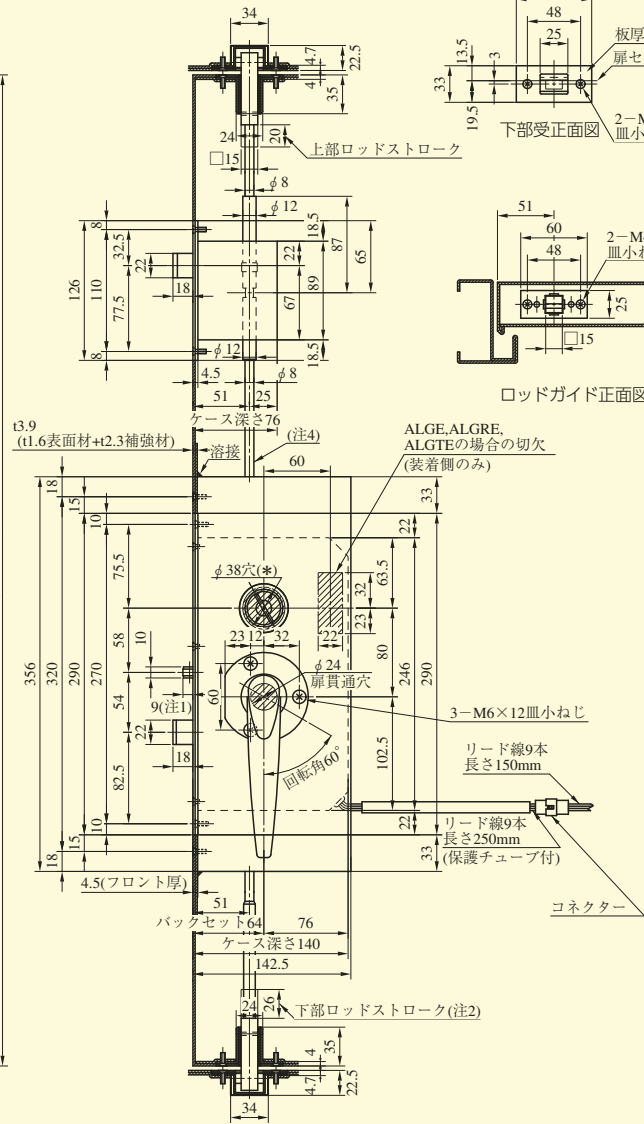 34
4.7
22.5
4
35
24
20
上部ロッドストローク
□15
φ8
φ12
8
18.5
32.5
22
22
87
65
126
110
18
89
77.5
67
8
φ12
18.5
4.5
φ8
51
25
ケース深さ76
t3.9
(t1.6表面材+t2.3補強材)
溶接
(注4)
ALGE,ALGRE,
ALGTEの場合の切欠
(装着側のみ)
60
18
15
10
33
22
75.5
φ38穴(*)
63.5
32
23
22
58
10
23
12
32
80
φ24
扉貫通穴
356
320
290
270
246
290
9(注1)
60
54
3−M6×12皿小ねじ
22
18
回転角60°
102.5
リード線9本
長さ150mm
82.5
10
15
18
22
33
リード線9本
長さ250mm
(保護チューブ付)
4.5(フロント厚)
コネクター
51
バックセット64
76
ケース深さ140
142.5
24
26
下部ロッドストローク(注2)
35
4
4.7
22.5
34
48
25
板厚
扉セ
13.5
3
33
19.5
2−M
皿小
下部受正面図
51
60
48
2−M
皿小ね
25
□15
ロッドガイド正面図